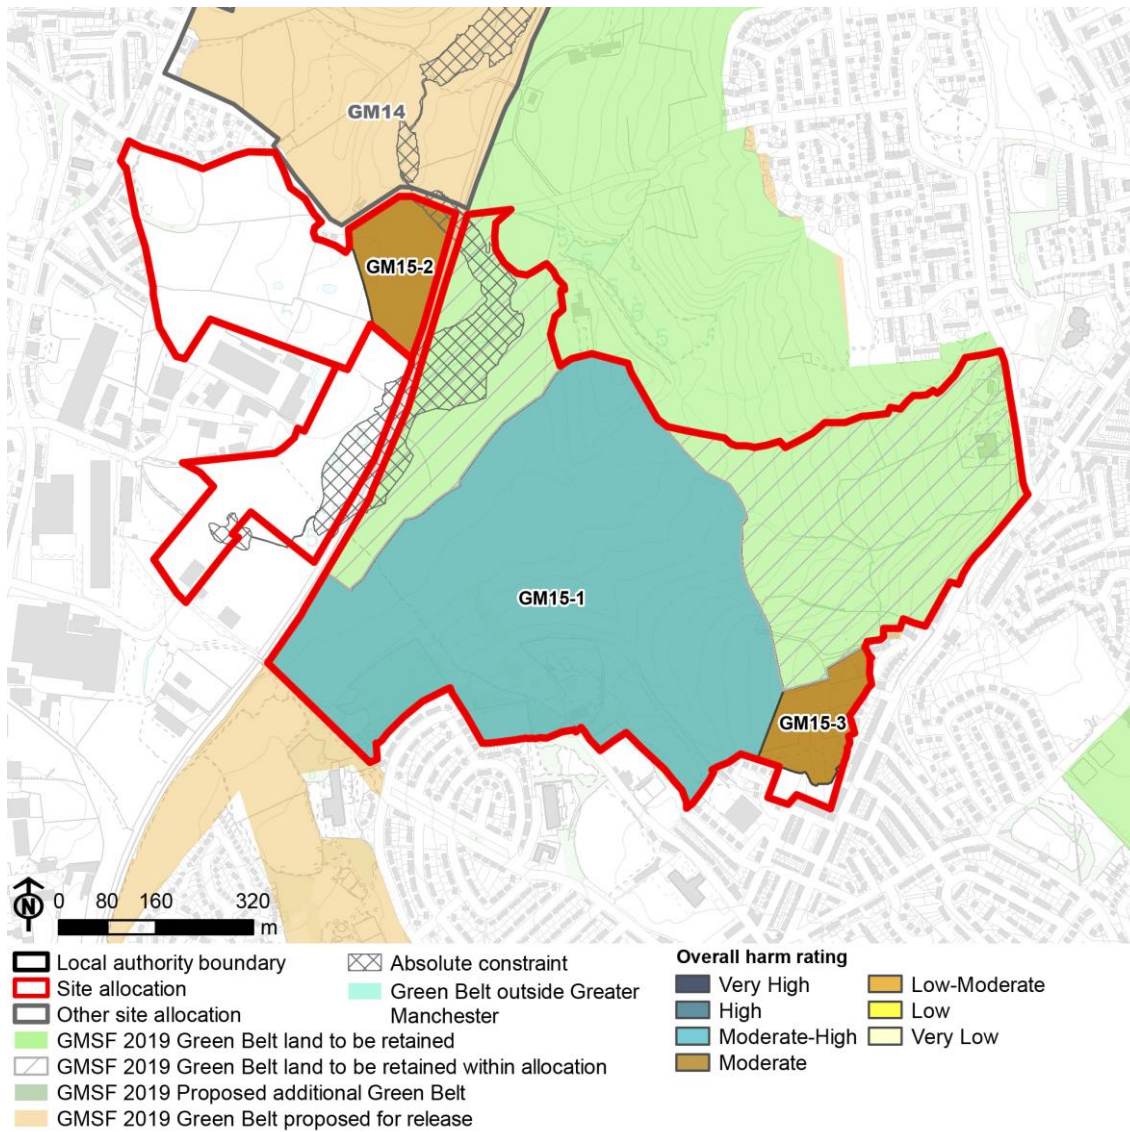 GM14
GM15-2
GM15-1
GM15-3
N
0 80 160 320
m
Local authority boundary
Site allocation
Other site allocation
GMSF 2019 Green Belt land to be retained
GMSF 2019 Green Belt land to be retained within allocation
GMSF 2019 Proposed additional Green Belt
GMSF 2019 Green Belt proposed for release
Absolute constraint
Green Belt outside Greater
Manchester
Overall harm rating
Very High
High
Moderate-High
Moderate
Low-Moderate
Low
Very Low